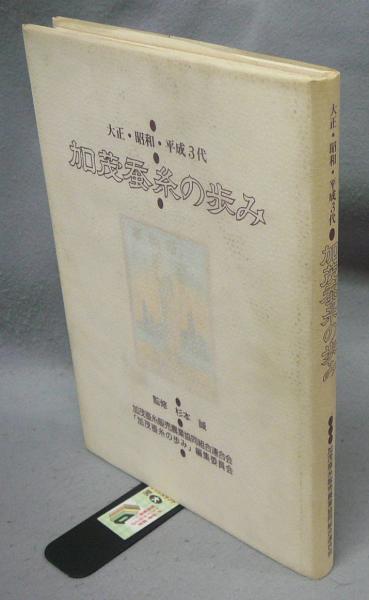 大正・昭和・平成3代
加茂蚕糸の歩み
監修 杉本 誠
加茂蚕糸販売農業協同組合連合会
「加茂蚕糸の歩み」編集委員会
大正・昭和・平成3代 加茂蚕糸の歩み